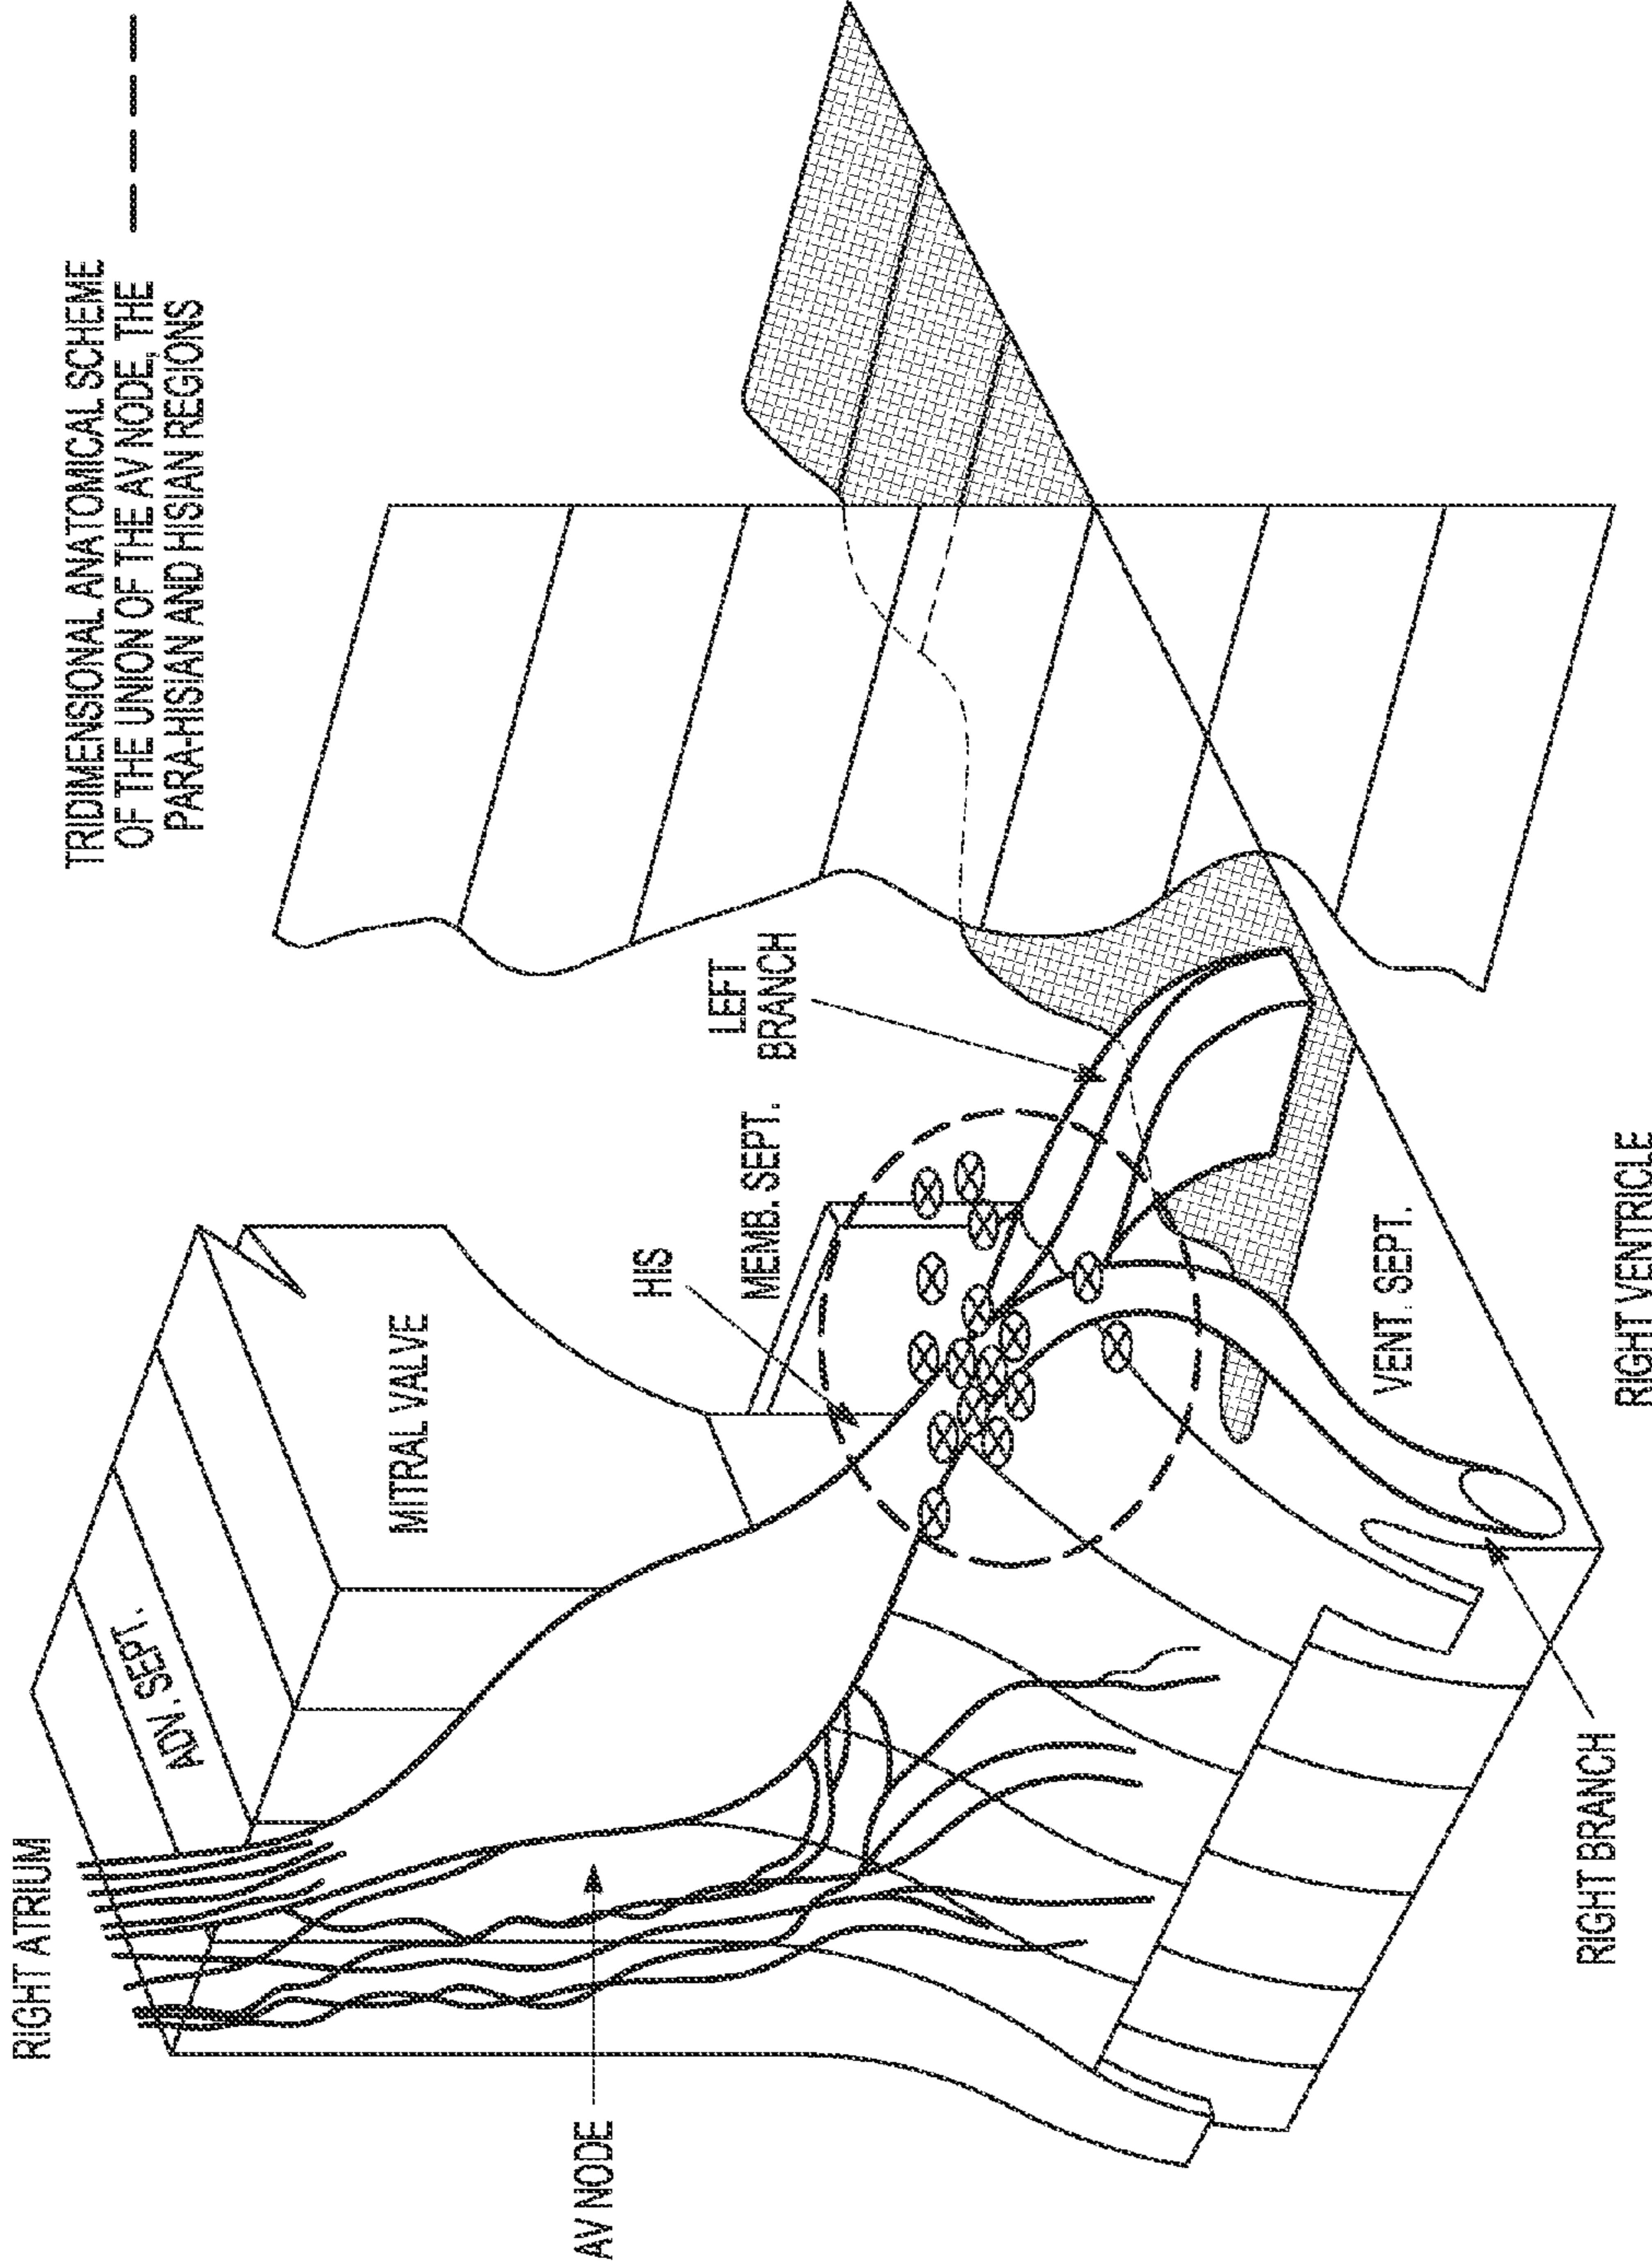 TRIDIMENSIONAL ANATOMICAL SCHEME
OF THE UNION OF THE AV NODE, THE
PARA-HISIAN AND HISIAN REGIONS
RIGHT ATRIUM
ADV. SEPT.
MITRAL VALVE
HIS
MEMB. SEPT.
LEFT
BRANCH
AV NODE
VENT. SEPT.
RIGHT BRANCH
RIGHT VENTRICLE